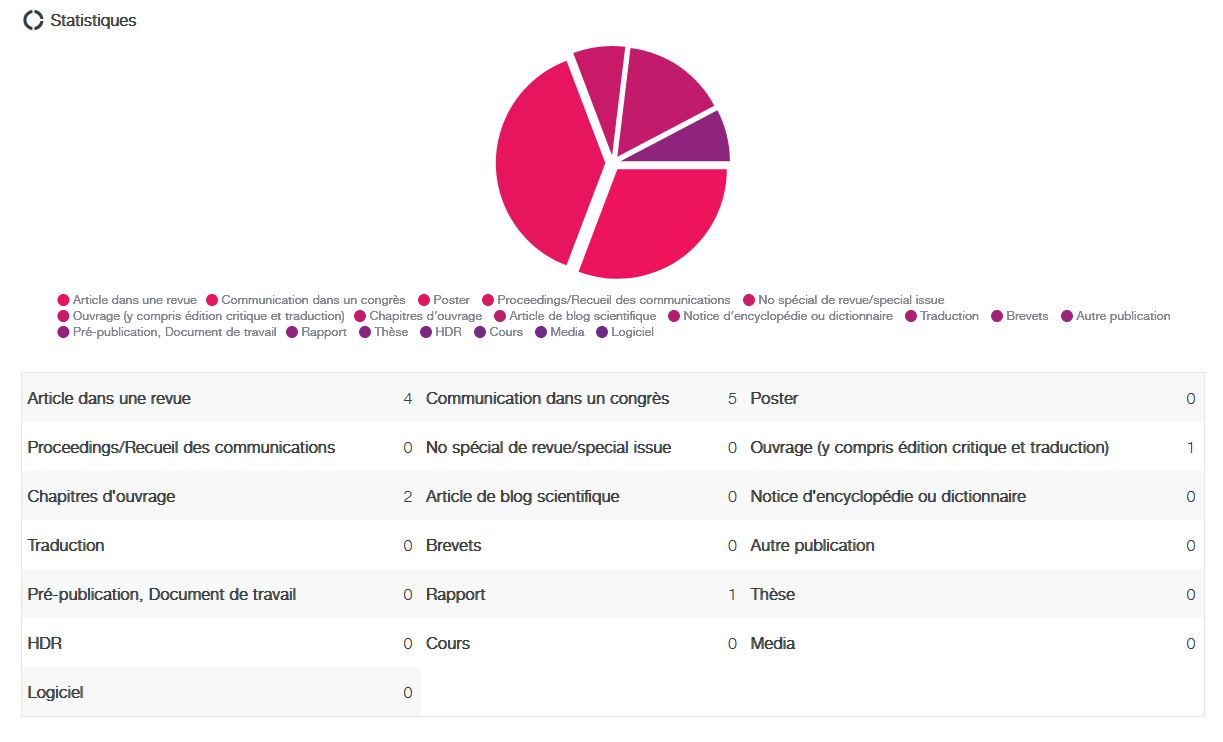 Statistiques
Article dans une revue Communication dans un congrès Poster Proceedings/Recueil des communications No spécial de revue/special issue
Ouvrage (y compris édition critique et traduction) Chapitres d'ouvrage Article de blog scientifique Notice d'encyclopédie ou dictionnaire Traduction Brevets Autre publication
Pré-publication, Document de travail Rapport Thèse HDR Cours Media Logiciel
Article dans une revue 4 Communication dans un congrès 5 Poster 0
Proceedings/Recueil des communications 0 No spécial de revue/special issue 0 Ouvrage (y compris édition critique et traduction) 1
Chapitres d'ouvrage 2 Article de blog scientifique 0 Notice d'encyclopédie ou dictionnaire 0
Traduction 0 Brevets 0 Autre publication 0
Pré-publication, Document de travail 0 Rapport 1 Thèse 0
HDR 0 Cours 0 Media 0
Logiciel 0